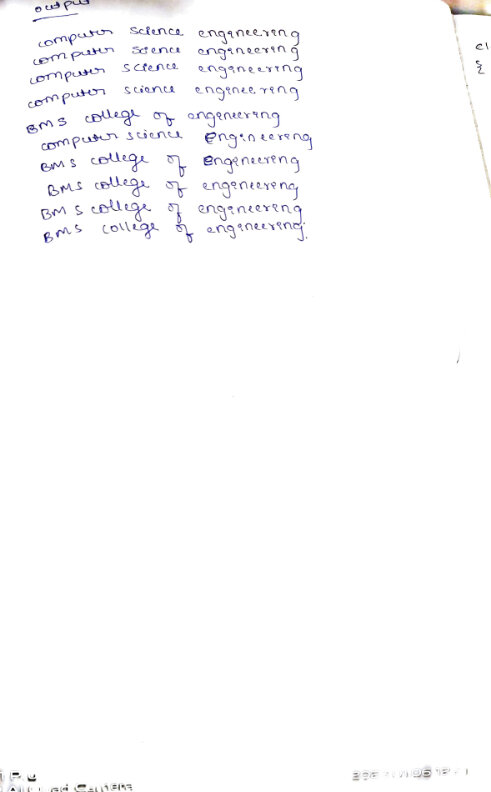 output
computer science engineering
computer science engineering
computer science engineering
computer science engineering
BMS college of engineering
computer science Engineering
BMS college of Engineering
BMS college of engineering
BMS college of engineering
BMS college of engineering.
cl
{